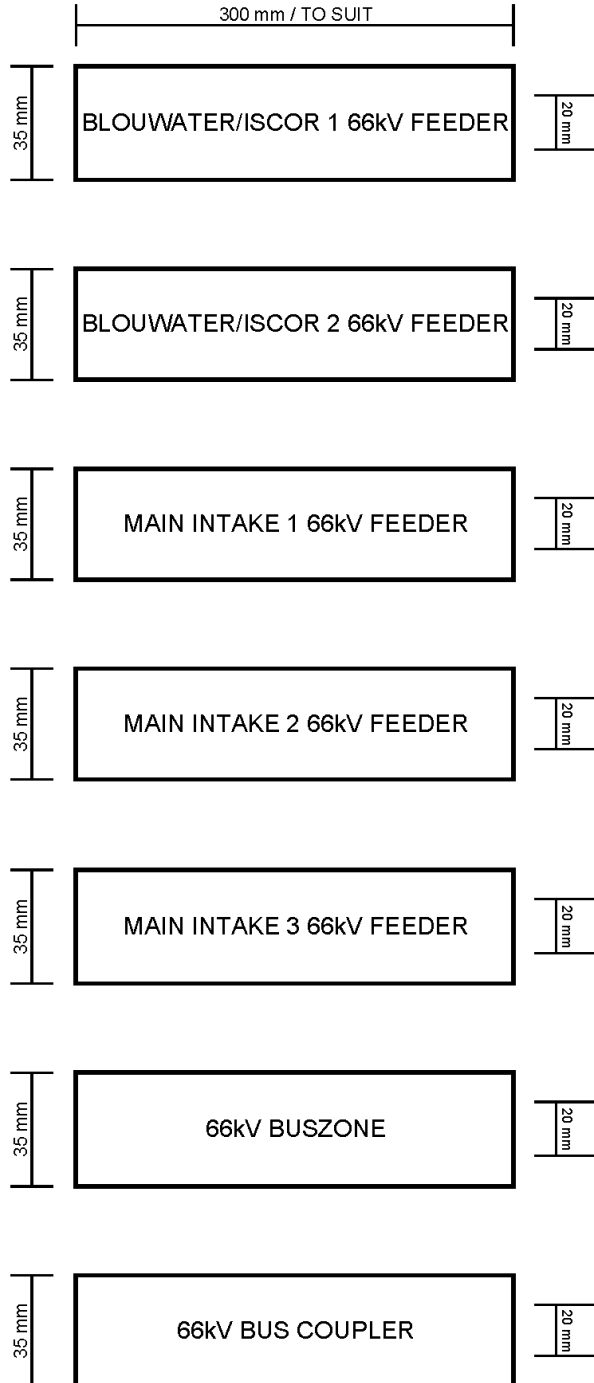 300 mm / TO SUIT
35 mm
BLOUWATER/ISCOR 1 66kV FEEDER
20 mm
35 mm
BLOUWATER/ISCOR 2 66kV FEEDER
20 mm
35 mm
MAIN INTAKE 1 66kV FEEDER
20 mm
35 mm
MAIN INTAKE 2 66kV FEEDER
20 mm
35 mm
MAIN INTAKE 3 66kV FEEDER
20 mm
35 mm
66kV BUSZONE
20 mm
35 mm
66kV BUS COUPLER
20 mm